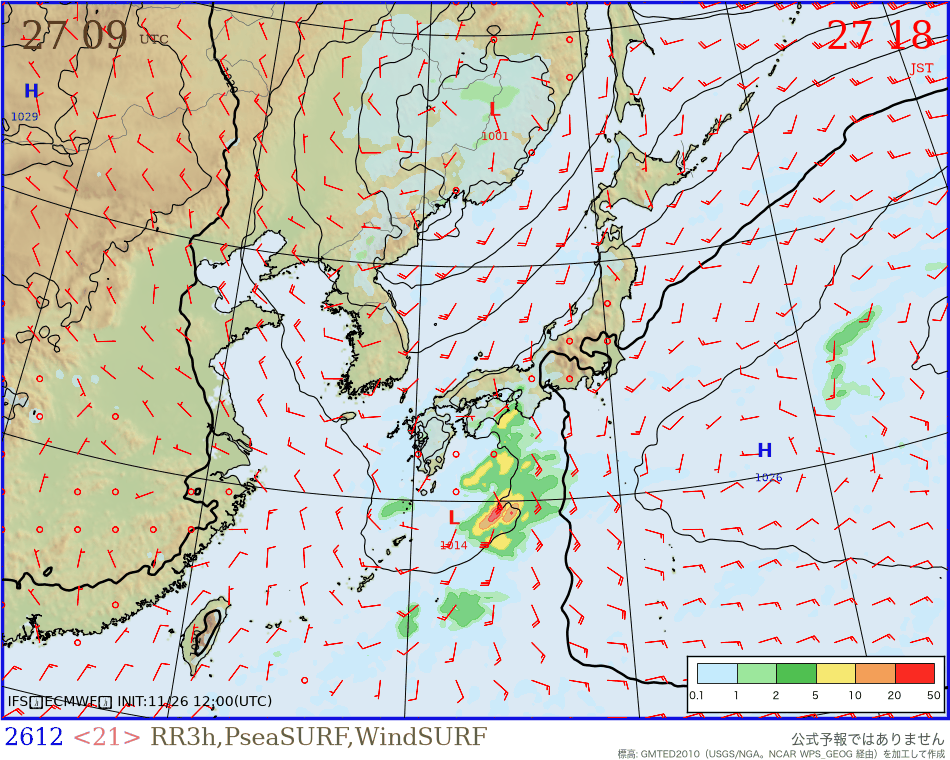 27 09 UTC
27 18
JST
H
1029
L
1001
H
1026
L
1014
0.1 1 2 5 10 20 50
IFS[人]ECMWF[人] INIT:11/26 12:00(UTC)
2612 <21> RR3h,PseaSURF,WindSURF
公式予報ではありません
標高: GMTED2010（USGS/NGA。NCAR WPS_GEOG 経由）を加工して作成